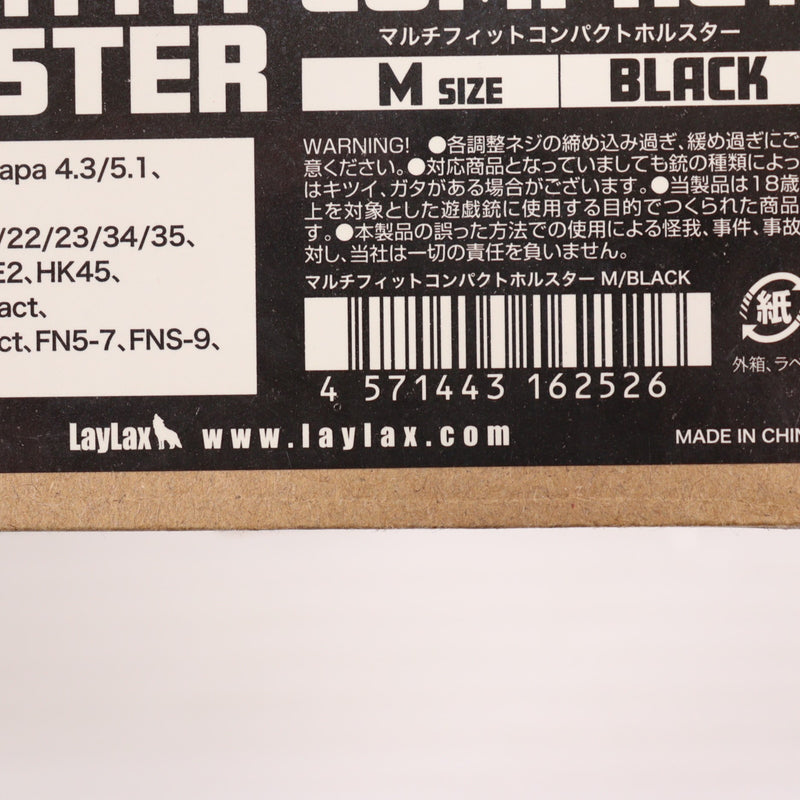 STER
マルチフィットコンパクトホルスター
M SIZE
BLACK
apa 4.3/5.1、
/22/23/34/35、
E2、HK45、
act、
ct、FN5-7、FNS-9、
WARNING! ●各調整ネジの締め込み過ぎ、緩め過ぎにご
意ください。●対応商品となっていましても銃の種類によっ
はキツイ、ガタがある場合がございます。●当製品は18歳
上を対象とした遊戯銃に使用する目的でつくられた商品
す。●本製品の誤った方法での使用による怪我、事件、事故
対し、当社は一切の責任を負いません。
マルチフィットコンパクトホルスター M/BLACK
4 571443 162526
紙
外箱、ラベ
LayLax www.laylax.com
MADE IN CHIN